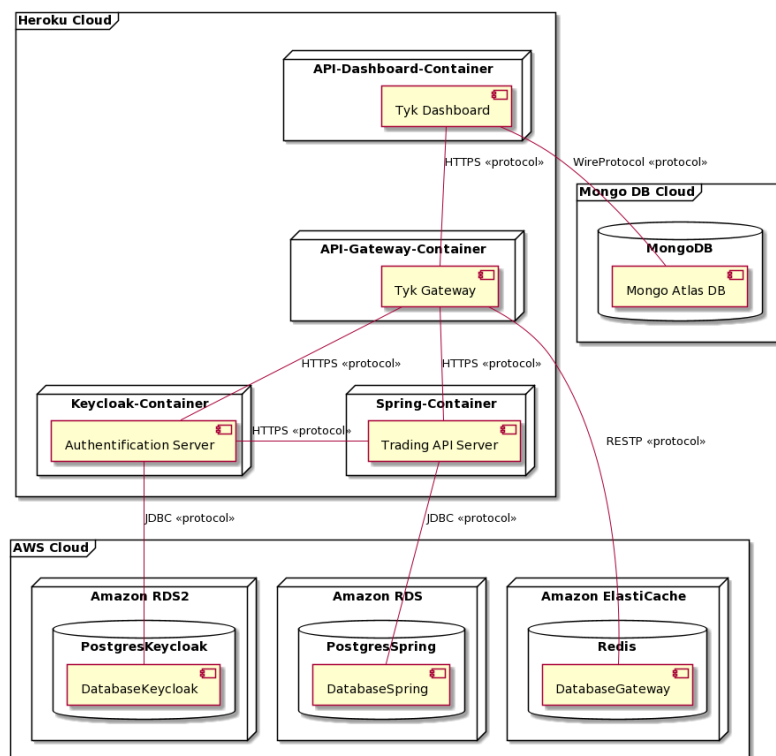 Heroku Cloud
API-Dashboard-Container
Tyk Dashboard
HTTPS «protocol»
WireProtocol «protocol»
Mongo DB Cloud
MongoDB
Mongo Atlas DB
API-Gateway-Container
Tyk Gateway
HTTPS «protocol»
HTTPS «protocol»
Keycloak-Container
Authentification Server
HTTPS «protocol»
Spring-Container
Trading API Server
RESTP «protocol»
JDBC «protocol»
JDBC «protocol»
AWS Cloud
Amazon RDS2
PostgresKeycloak
DatabaseKeycloak
Amazon RDS
PostgresSpring
DatabaseSpring
Amazon ElastiCache
Redis
DatabaseGateway